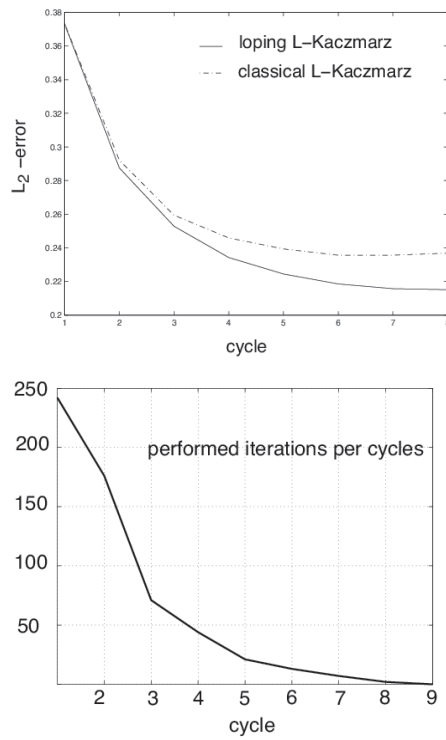 0.38
0.36
0.34
0.32
0.3
0.28
0.26
0.24
0.22
0.2
L2 -error
loping L-Kaczmarz
classical L-Kaczmarz
1 2 3 4 5 6 7
cycle
250
200
150
100
50
performed iterations per cycles
2 3 4 5 6 7 8 9
cycle